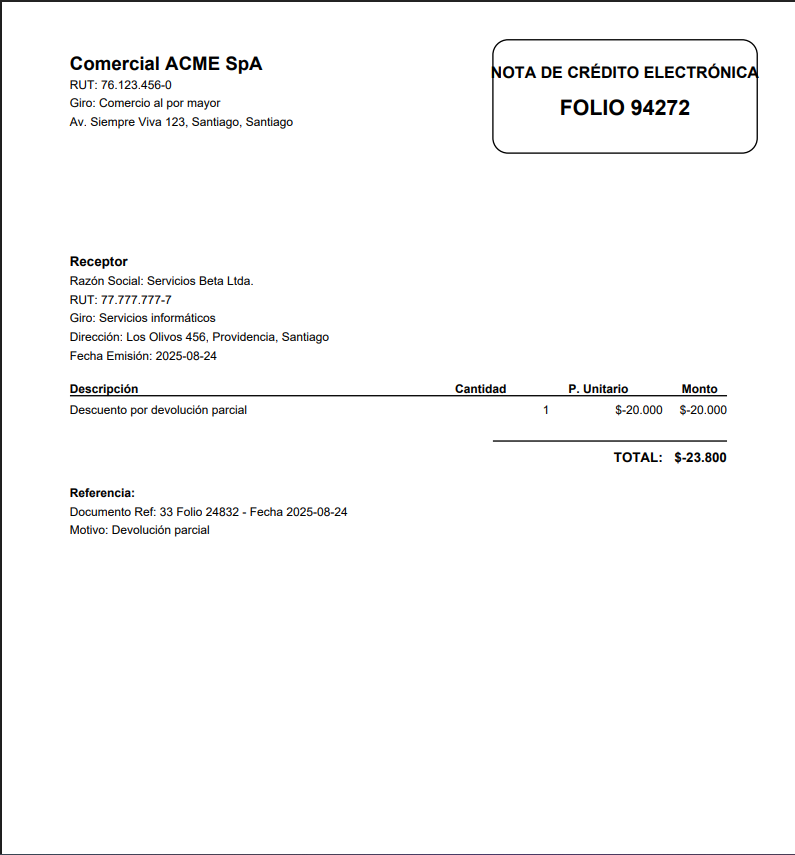 Comercial ACME SpA
RUT: 76.123.456-0
Giro: Comercio al por mayor
Av. Siempre Viva 123, Santiago, Santiago
NOTA DE CRÉDITO ELECTRÓNICA
FOLIO 94272
Receptor
Razón Social: Servicios Beta Ltda.
RUT: 77.777.777-7
Giro: Servicios informáticos
Dirección: Los Olivos 456, Providencia, Santiago
Fecha Emisión: 2025-08-24
Descripción Cantidad P. Unitario Monto
Descuento por devolución parcial 1 $-20.000 $-20.000
TOTAL: $-23.800
Referencia:
Documento Ref: 33 Folio 24832 - Fecha 2025-08-24
Motivo: Devolución parcial